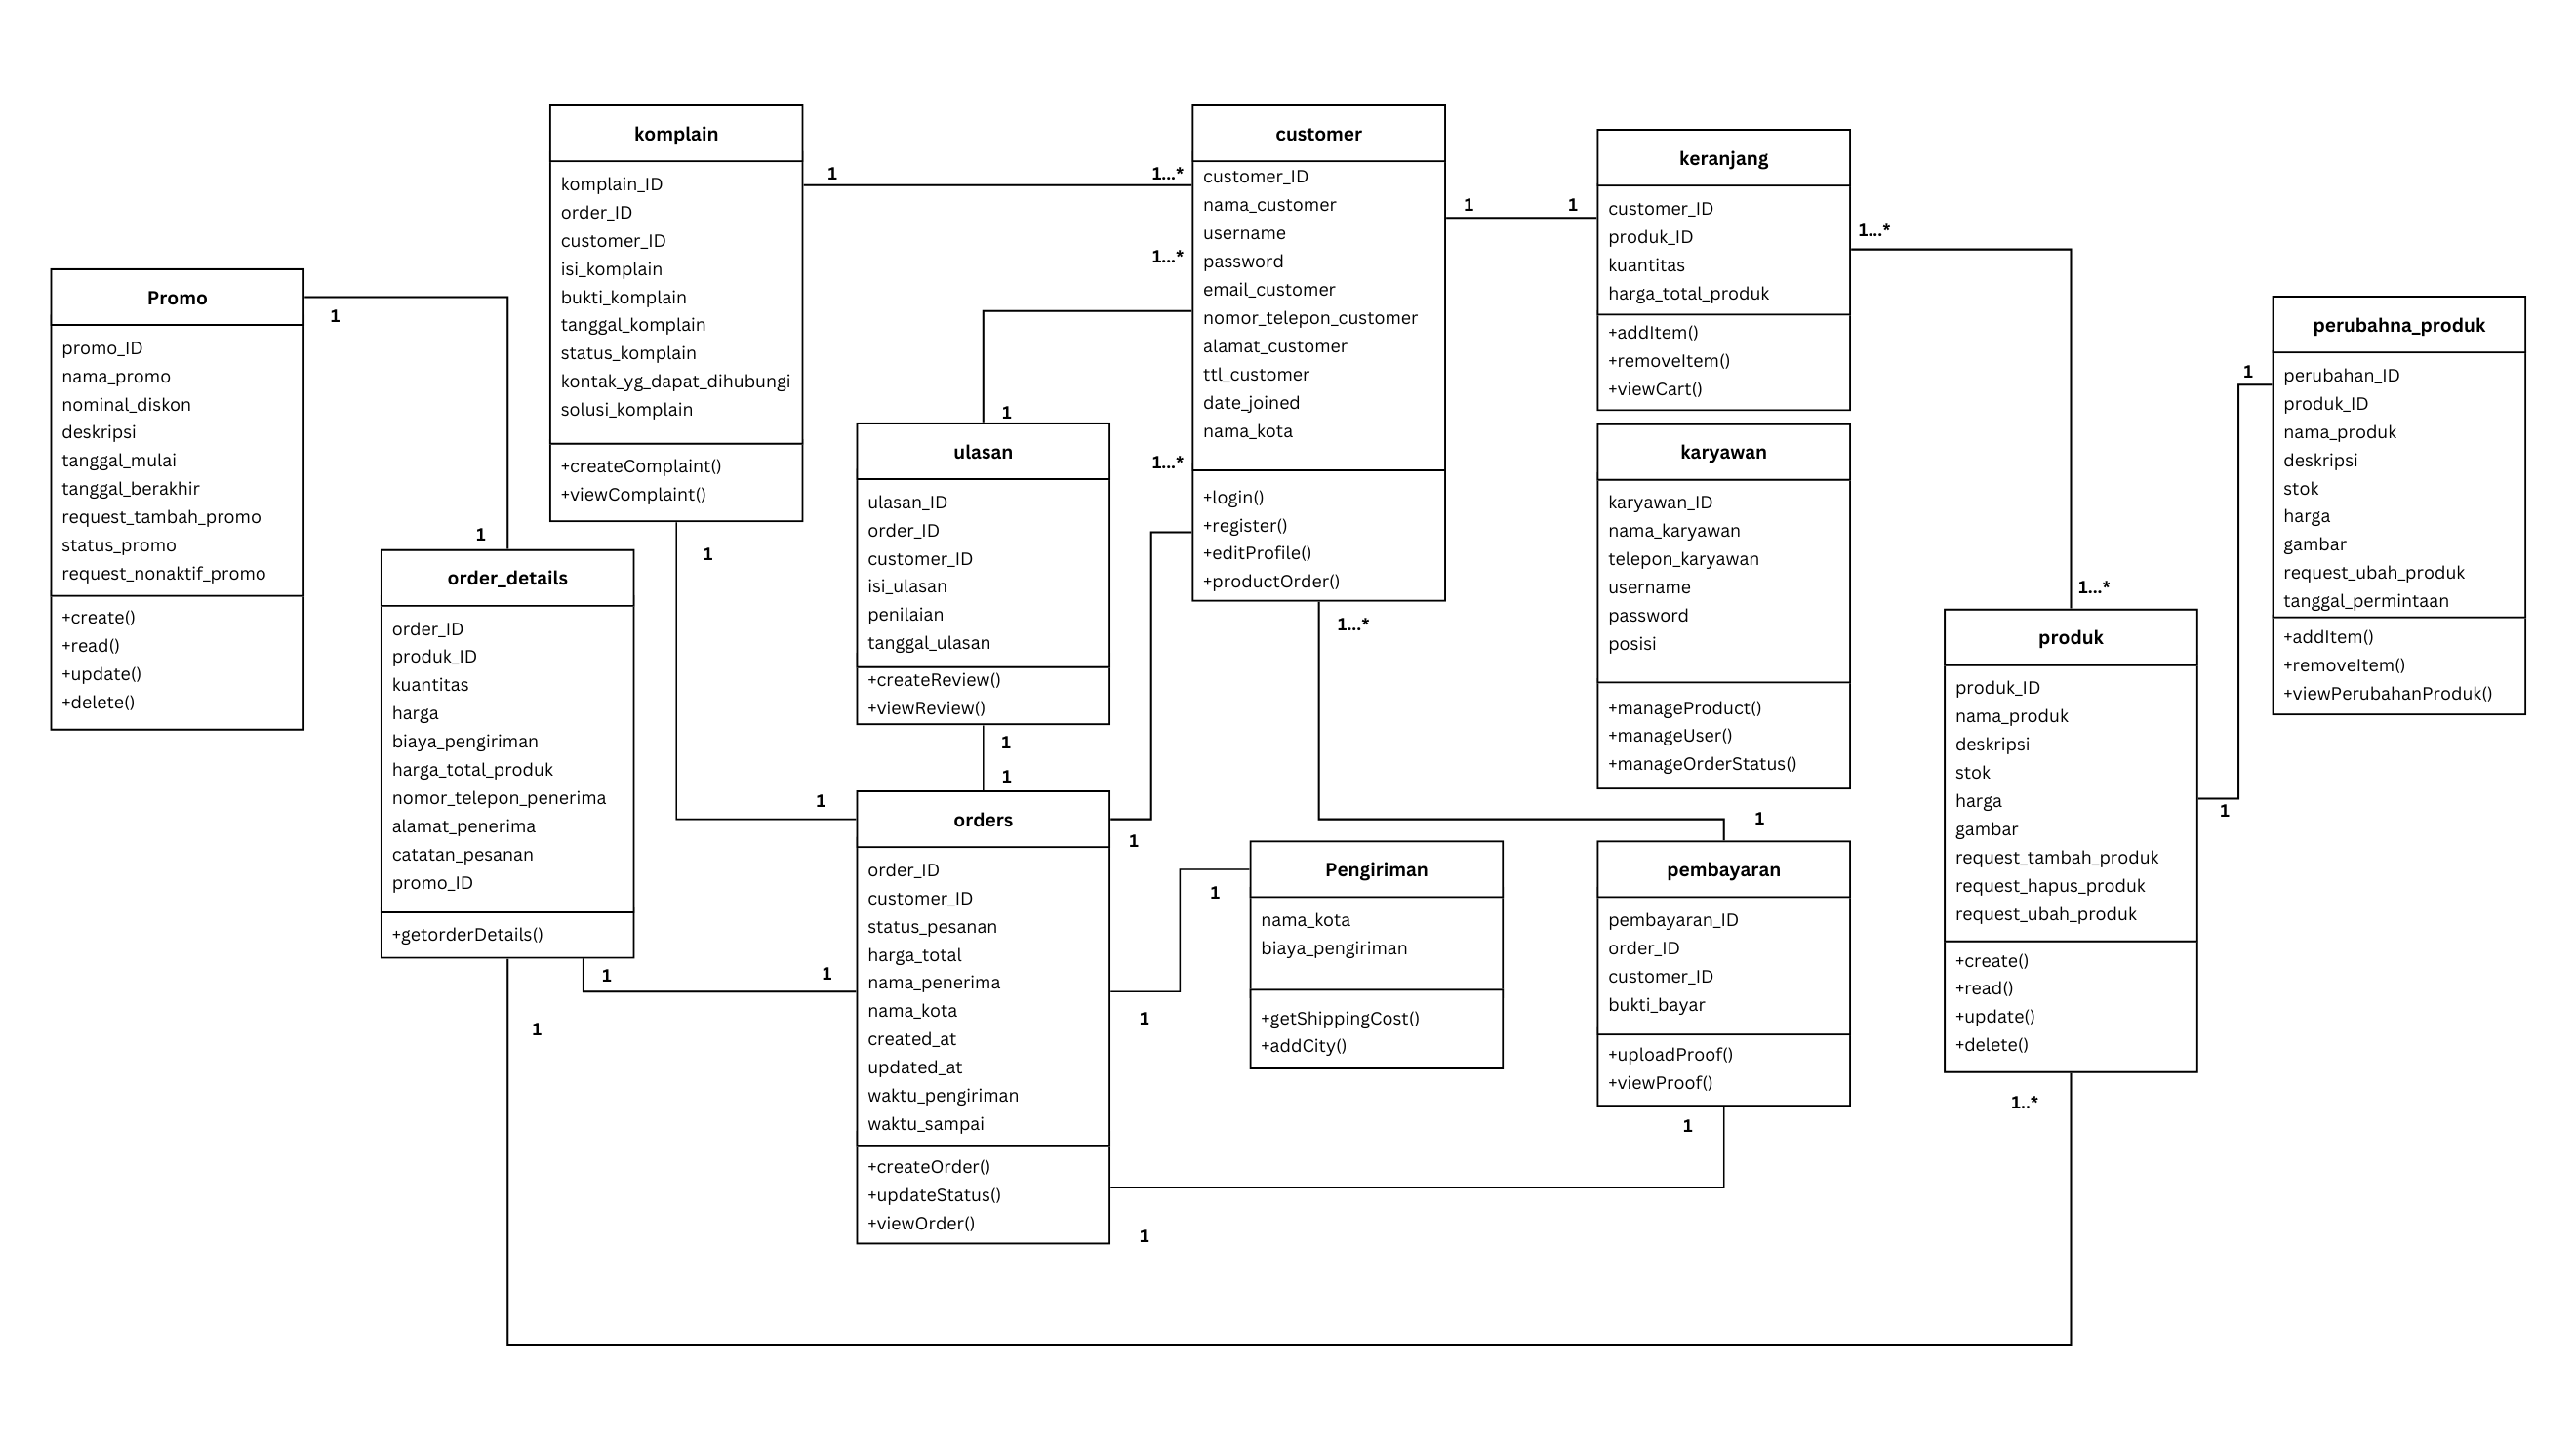 komplain
komplain_ID
order_ID
customer_ID
isi_komplain
bukti_komplain
tanggal_komplain
status_komplain
kontak_yg_dapat_dihubungi
solusi_komplain
+createComplaint()
+viewComplaint()
1
1...*
customer
customer_ID
nama_customer
username
password
email_customer
nomor_telepon_customer
alamat_customer
ttl_customer
date_joined
nama_kota
+login()
+register()
+editProfile()
+productOrder()
1...*
1...*
1...*
1
1
keranjang
customer_ID
produk_ID
kuantitas
harga_total_produk
+addItem()
+removeItem()
+viewCart()
1...*
1...*
Promo
promo_ID
nama_promo
nominal_diskon
deskripsi
tanggal_mulai
tanggal_berakhir
request_tambah_promo
status_promo
request_nonaktif_promo
+create()
+read()
+update()
+delete()
1
1
perubahna_produk
perubahan_ID
produk_ID
nama_produk
deskripsi
stok
harga
gambar
request_ubah_produk
tanggal_permintaan
+addItem()
+removeItem()
+viewPerubahanProduk()
1
1
1
ulasan
ulasan_ID
order_ID
customer_ID
isi_ulasan
penilaian
tanggal_ulasan
+createReview()
+viewReview()
1
1
karyawan
karyawan_ID
nama_karyawan
telepon_karyawan
username
password
posisi
+manageProduct()
+manageUser()
+manageOrderStatus()
order_details
order_ID
produk_ID
kuantitas
harga
biaya_pengiriman
harga_total_produk
nomor_telepon_penerima
alamat_penerima
catatan_pesanan
promo_ID
+getorderDetails()
1
1
1
1
1
produk
produk_ID
nama_produk
deskripsi
stok
harga
gambar
request_tambah_produk
request_hapus_produk
request_ubah_produk
+create()
+read()
+update()
+delete()
1..*
orders
order_ID
customer_ID
status_pesanan
harga_total
nama_penerima
nama_kota
created_at
updated_at
waktu_pengiriman
waktu_sampai
+createOrder()
+updateStatus()
+viewOrder()
1
1
1
1
Pengiriman
nama_kota
biaya_pengiriman
+getShippingCost()
+addCity()
1
pembayaran
pembayaran_ID
order_ID
customer_ID
bukti_bayar
+uploadProof()
+viewProof()
1